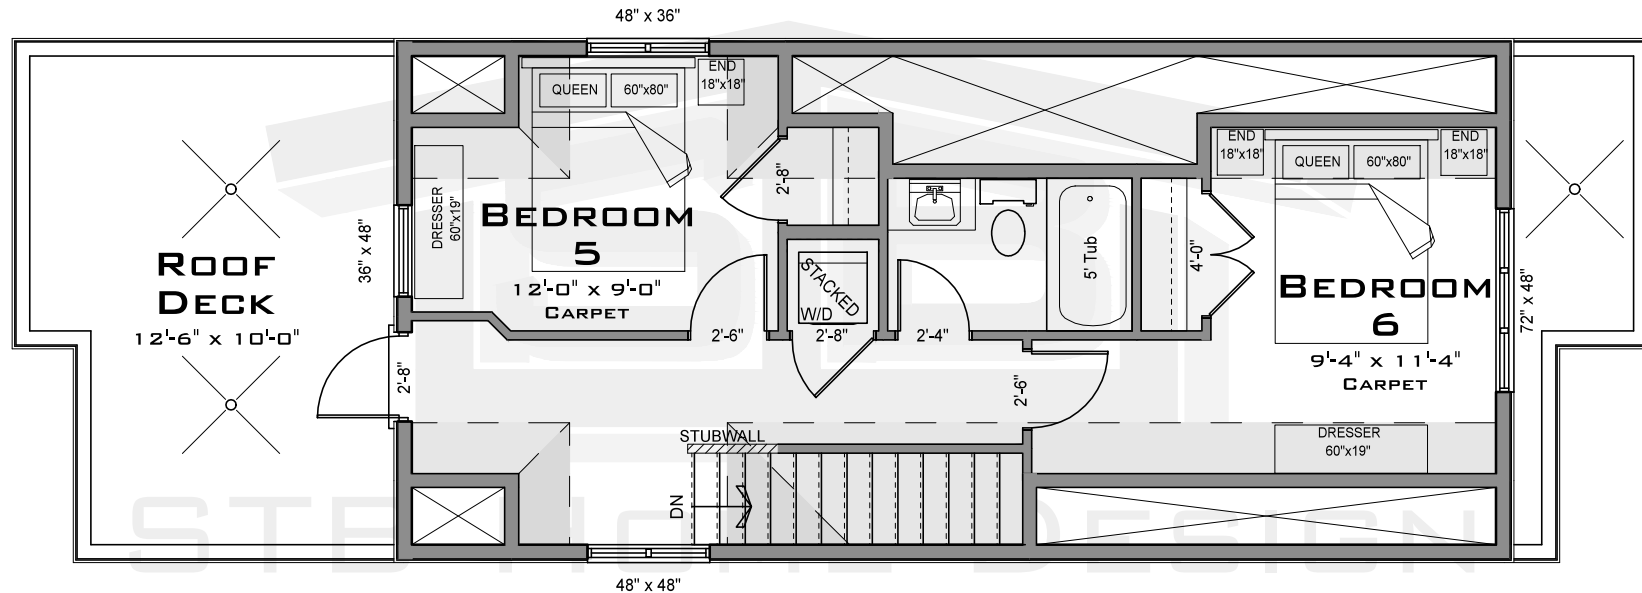 48" x 36"
END
18"x18"
QUEEN
60"x80"
DRESSER
60"x19"
2'-8"
BEDROOM
5
12'-0" x 9'-0"
CARPET
36" x 48"
ROOF
DECK
12'-6" x 10'-0"
2'-8"
2'-6"
STACKED
W/D
2'-8"
2'-4"
5' Tub
4'-0"
END
18"x18"
QUEEN
60"x80"
END
18"x18"
BEDROOM
6
9'-4" x 11'-4"
CARPET
72" x 48"
2'-6"
DRESSER
60"x19"
STUBWALL
DN
48" x 48"
STB HOME DESIGN